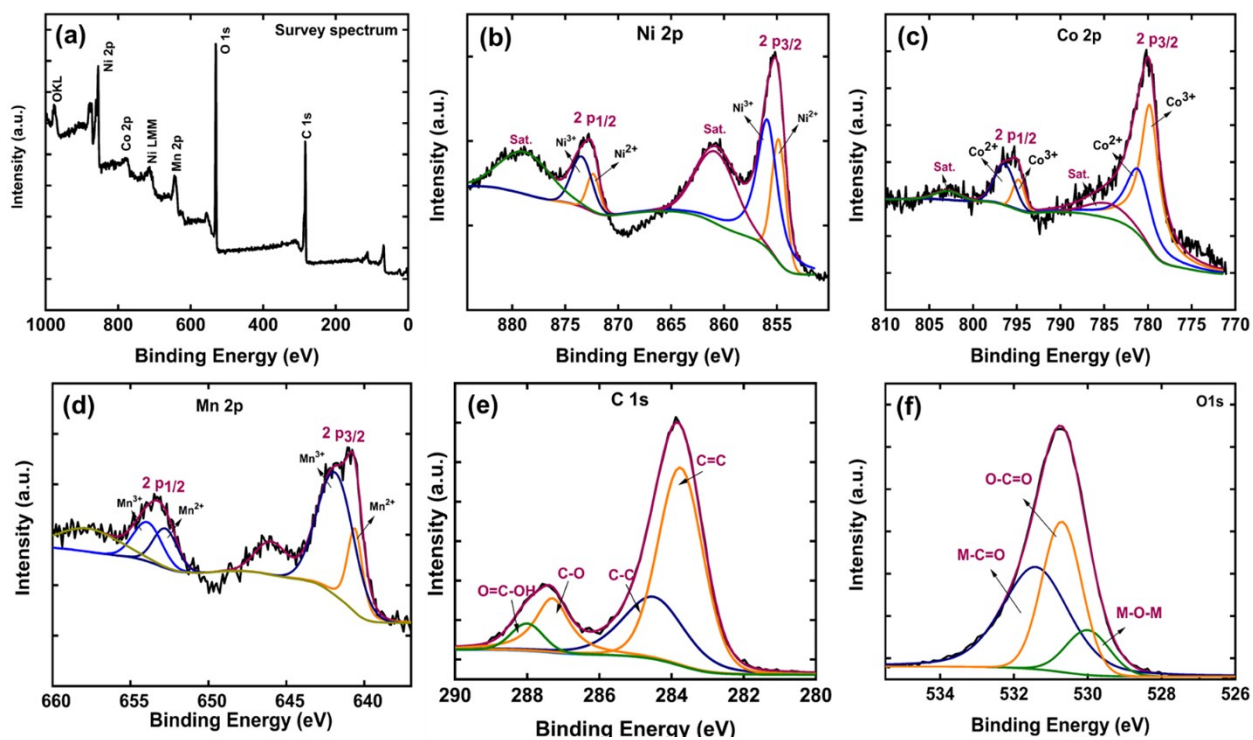 (a)
Survey spectrum
OKL
Ni 2p
Co 2p
Ni LMM
Mn 2p
O 1s
C 1s
Intensity (a.u.)
1000 800 600 400 200 0
Binding Energy (eV)
(b)
Ni 2p
2 p3/2
Ni3+
Ni2+
2 p1/2
Sat.
Ni3+
Ni2+
Sat.
Intensity (a.u.)
880 875 870 865 860 855
Binding Energy (eV)
(c)
Co 2p
2 p3/2
Co3+
Co2+
2 p1/2
Co2+
Co3+
Sat.
Sat.
Intensity (a.u.)
810 805 800 795 790 785 780 775 770
Binding Energy (eV)
(d)
Mn 2p
2 p3/2
Mn3+
Mn2+
2 p1/2
Mn3+
Mn2+
Intensity (a.u.)
660 655 650 645 640
Binding Energy (eV)
(e)
C 1s
C=C
C-C
C-O
O=C-OH
Intensity (a.u.)
290 288 286 284 282 280
Binding Energy (eV)
(f)
O1s
O-C=O
M-C=O
M-O-M
Intensity (a.u.)
534 532 530 528 526
Binding Energy (eV)